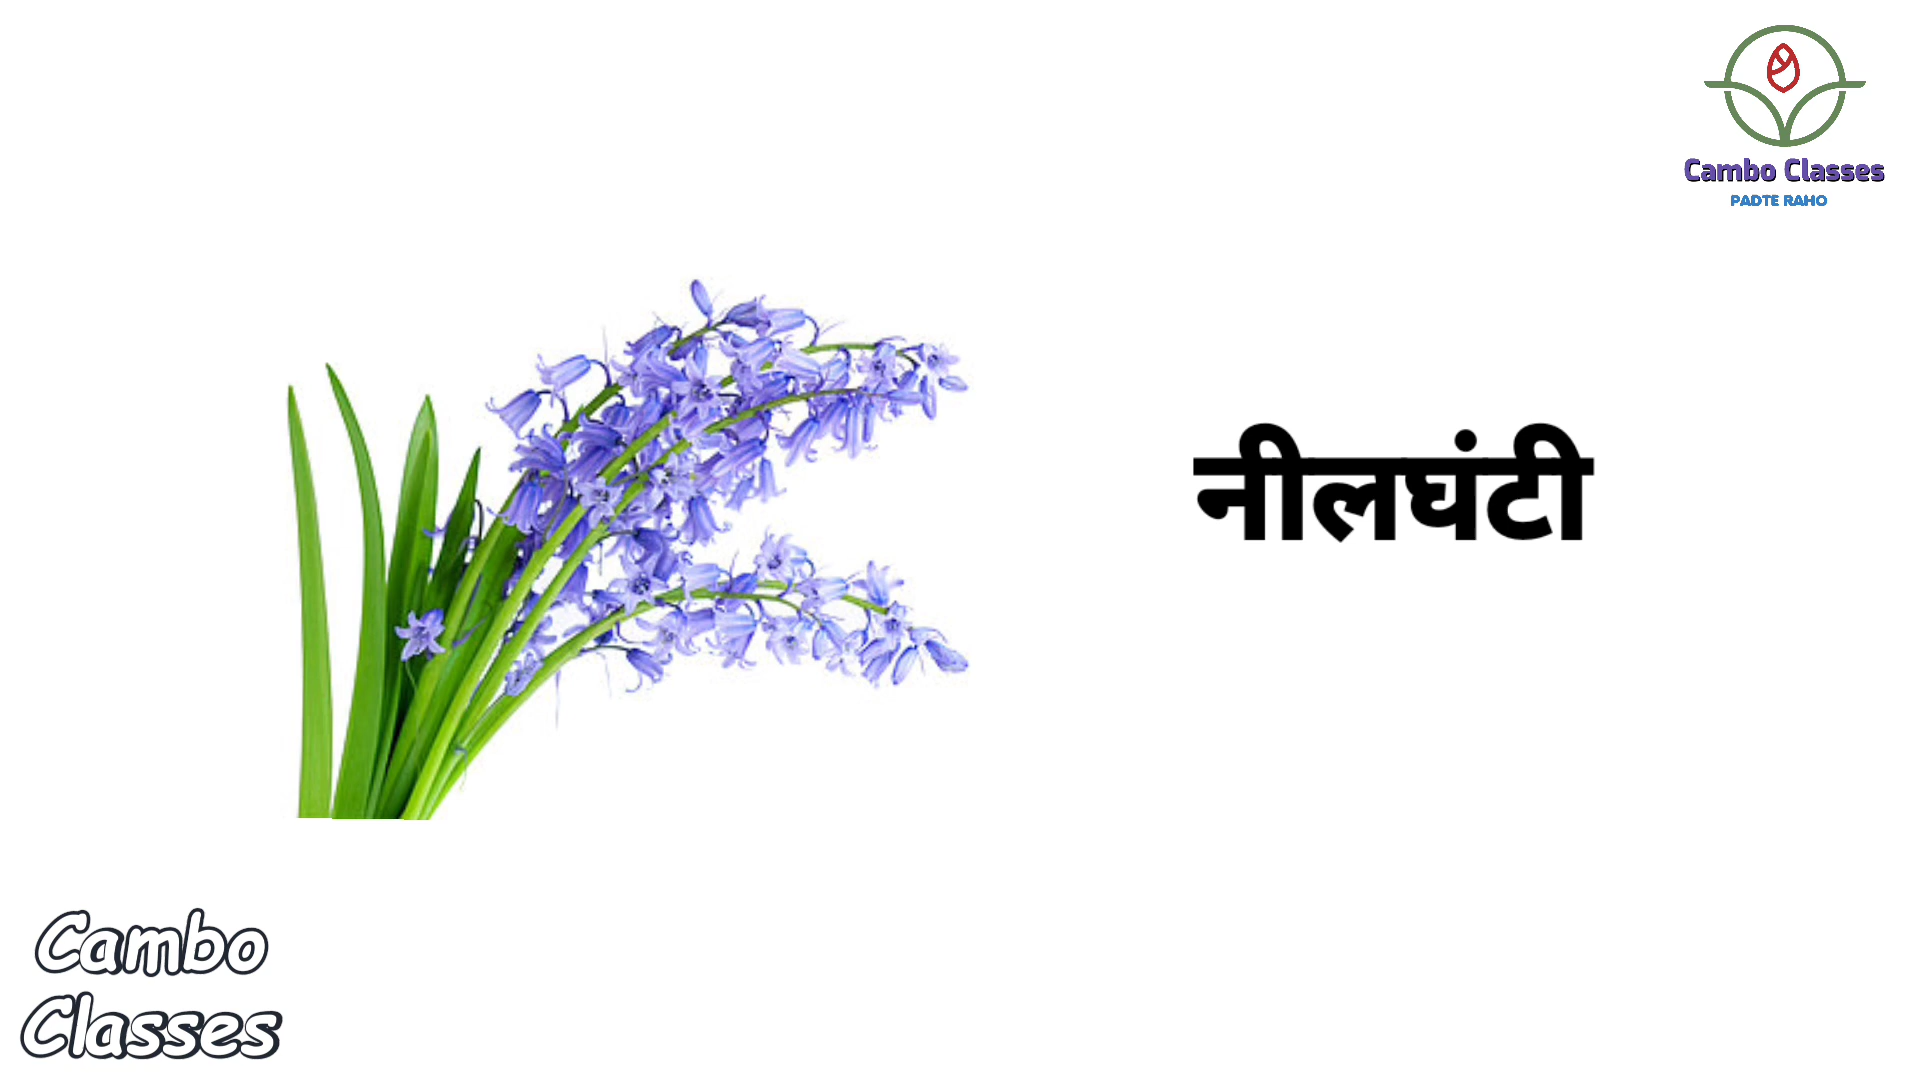 Cambo Classes
PADTE RAHO
नीलघंटी
Cambo
Classes